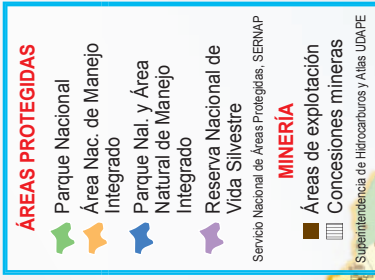 ÁREAS PROTEGIDAS
Parque Nacional
Área Nac. de Manejo
Integrado
Parque Nal. y Área
Natural de Manejo
Integrado
Reserva Nacional de
Vida Silvestre
Servicio Nacional de Áreas Protegidas, SERNAP
MINERÍA
Áreas de explotación
Concesiones mineras
Superintendencia de Hidrocarburos y Atlas UDAPE